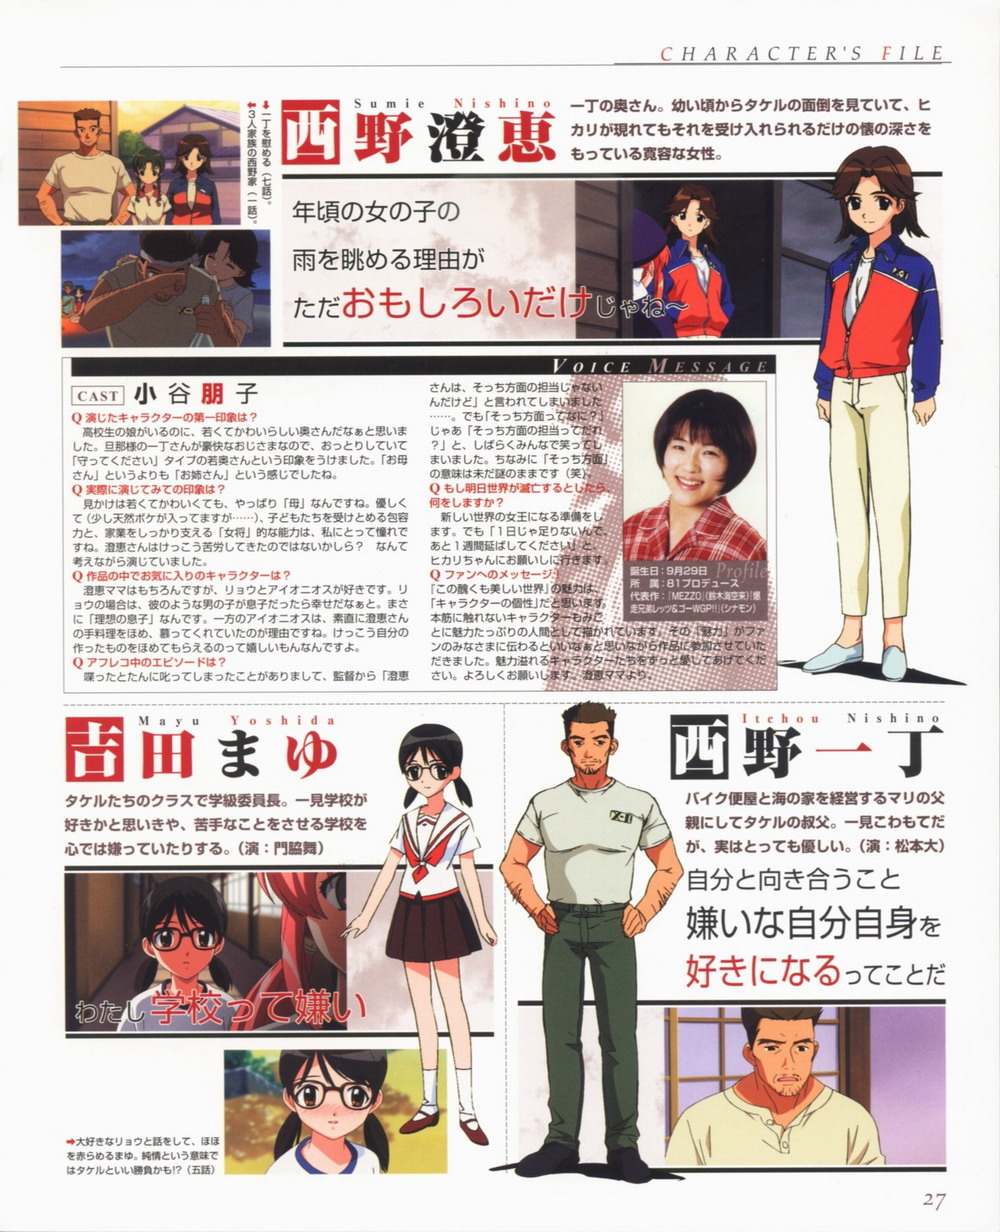 CHARACTER'S FILE
↓一丁を慰める（七話）。
←3人家族の西野家（一話）。
Sumie Nishino
西野澄恵
一丁の奥さん。幼い頃からタケルの面倒を見ていて、ヒ
カリが現れてもそれを受け入れられるだけの懐の深さを
もっている寛容な女性。
年頃の女の子の
雨を眺める理由が
ただおもしろいだけじゃね〜
VOICE MESSAGE
CAST 小谷朋子
Q 演じたキャラクターの第一印象は？
　高校生の娘がいるのに、若くてかわいらしい奥さんだなぁと思いま
した。旦那様の一丁さんが豪快なおじさまなので、おっとりしていて
「守ってください」タイプの若奥さんという印象をうけました。「お母
さん」というよりも「お姉さん」という感じでしたね。
Q 実際に演じてみての印象は？
　見かけは若くてかわいくても、やっぱり「母」なんですね。優しく
て（少し天然ボケが入ってますが……）、子どもたちを受けとめる包容
力と、家業をしっかり支える「女将」的な能力は、私にとって憧れで
すね。澄恵さんはけっこう苦労してきたのではないかしら？　なんて
考えながら演じていました。
Q 作品の中でお気に入りのキャラクターは？
　澄恵ママはもちろんですが、リョウとアイオニオスが好きです。リ
ョウの場合は、彼のような男の子が息子だったら幸せだなぁと。まさ
に「理想の息子」なんです。一方のアイオニオスは、素直に澄恵さん
の手料理をほめ、慕ってくれていたのが理由ですね。けっこう自分の
作ったものをほめてもらえるのって嬉しいもんなんですよ。
Q アフレコ中のエピソードは？
　喋ったとたんに叱ってしまったことがありまして、監督から「澄恵
さんは、そっち方面の担当じゃない
んだけど」と言われてしまいました
……。でも「そっち方面ってなに？」
じゃあ「そっち方面の担当ってだれ
？」と、しばらくみんなで笑ってし
まいました。ちなみに「そっち方面」
の意味は未だ謎のままです（笑）
Q もし明日世界が滅亡するとしたら
何をしますか？
　新しい世界の女王になる準備をし
ます。でも「1日じゃ足りないんで、
あと1週間延ばしてください」と
ヒカリちゃんにお願いしに行きます。
Q ファンへのメッセージ
「この醜くも美しい世界」の魅力は、
「キャラクターの個性」だと思います。
本筋に触れないキャラクターもみご
とに魅力たっぷりの人間として描かれています。その「魅力」がファ
ンのみなさまに伝わるといいなぁと思いながら作品に参加させていた
だきました。魅力溢れるキャラクターたちをずっと愛してあげてくだ
さい。よろしくお願いします。澄恵ママより。
Profile
誕生日：9月29日
所　属：81プロデュース
代表作：『MEZZO』（鈴木海空来）『爆
走兄弟レッツ&ゴーWGP!!』（シナモン）
Mayu Yoshida
吉田まゆ
タケルたちのクラスで学級委員長。一見学校が
好きかと思いきや、苦手なことをさせる学校を
心では嫌っていたりする。（演：門脇舞）
わたし学校って嫌い
→大好きなリョウと話をして、ほほ
を赤らめるまゆ。純情という意味で
はタケルといい勝負かも!?（五話）
Itchou Nishino
西野一丁
バイク便屋と海の家を経営するマリの父
親にしてタケルの叔父。一見こわもてだ
が、実はとっても優しい。（演：松本大）
自分と向き合うこと
嫌いな自分自身を
好きになるってことだ
X-1
X-1
27